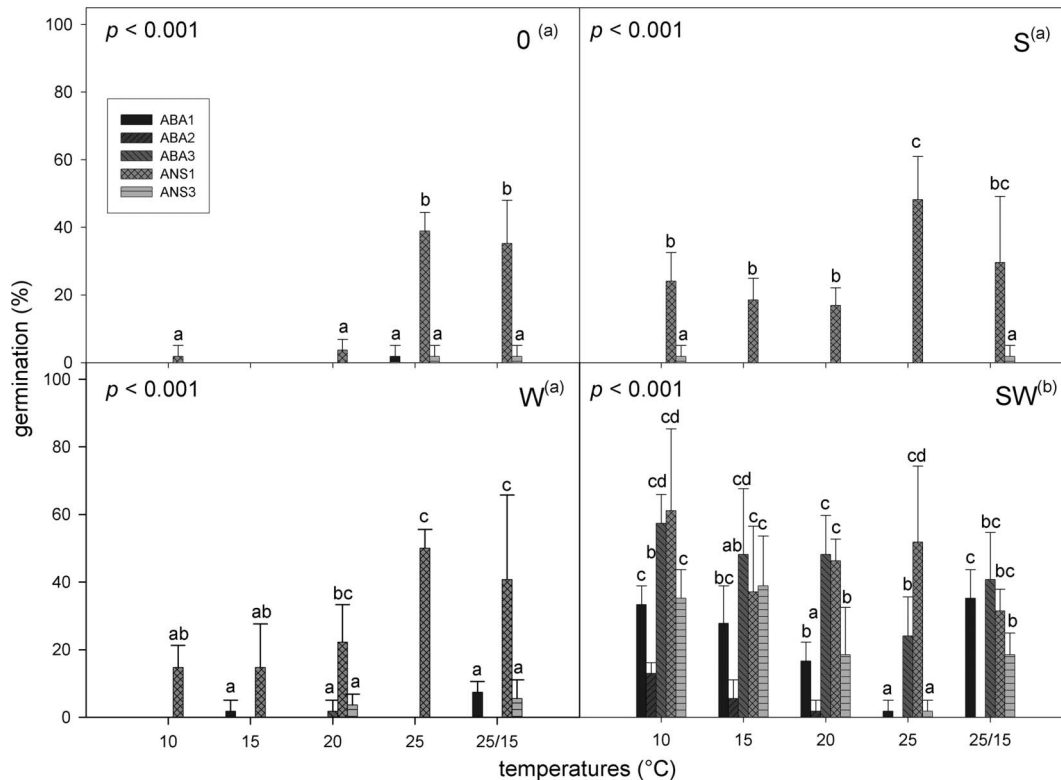 100
80
60
40
20
0
p < 0.001
0 (a)
ABA1
ABA2
ABA3
ANS1
ANS3
a
a
a
b
a
b
a
p < 0.001
S(a)
b
a
b
b
c
bc
a
germination (%)
100
80
60
40
20
0
p < 0.001
W(a)
ab
a
ab
a
bc
a
c
a
c
a
p < 0.001
SW(b)
c
b
cd
cd
c
bc
ab
cd
c
c
b
a
c
c
b
a
b
cd
a
c
bc
bc
b
10
15
20
25
25/15
10
15
20
25
25/15
temperatures (°C)